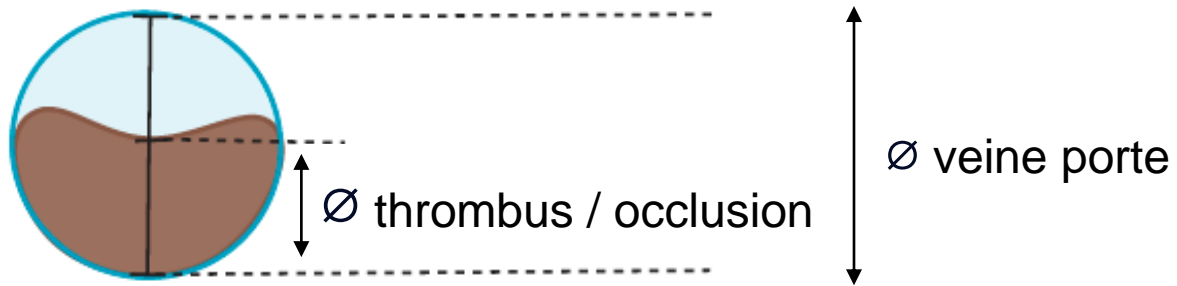 ∅ veine porte
∅ thrombus / occlusion